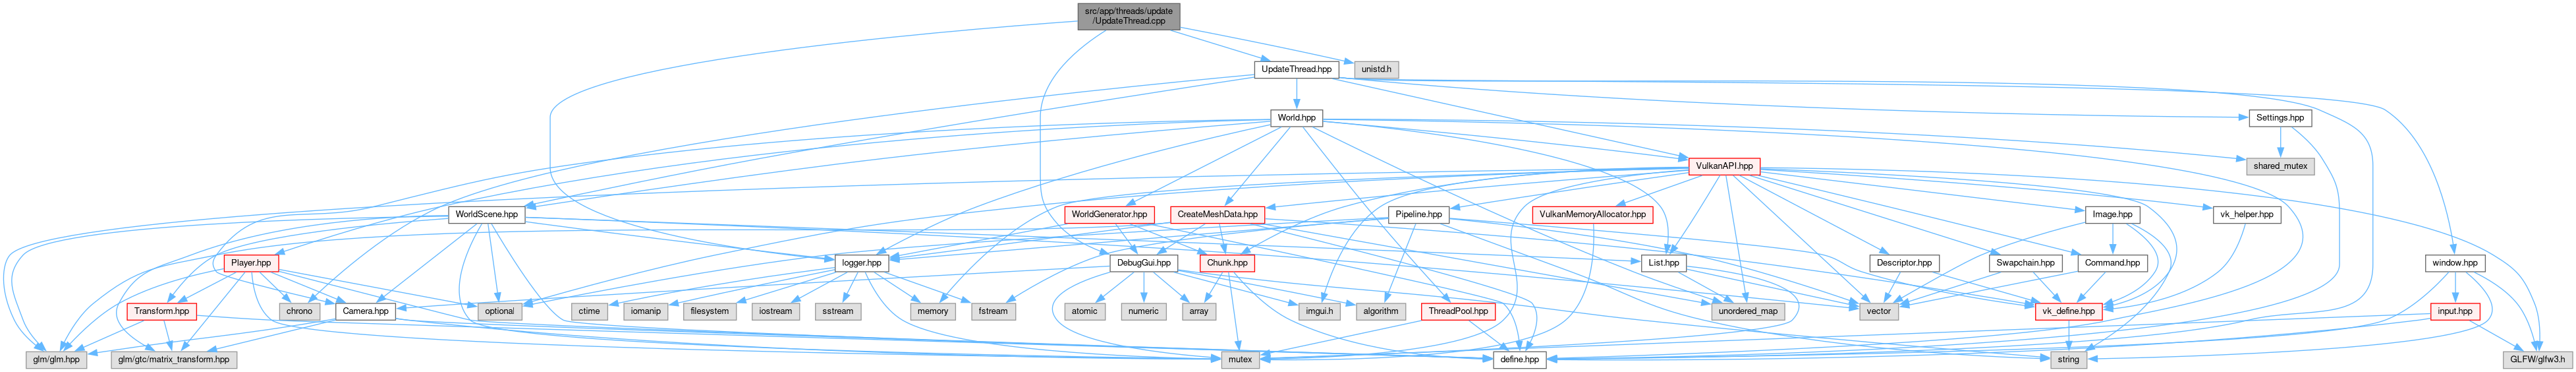 src/app/threads/update
/UpdateThread.cpp
UpdateThread.hpp
unistd.h
World.hpp
Settings.hpp
VulkanAPI.hpp
shared_mutex
WorldScene.hpp
WorldGenerator.hpp
CreateMeshData.hpp
VulkanMemoryAllocator.hpp
Pipeline.hpp
Image.hpp
vk_helper.hpp
Player.hpp
logger.hpp
DebugGui.hpp
Chunk.hpp
List.hpp
Descriptor.hpp
Swapchain.hpp
Command.hpp
window.hpp
Transform.hpp
chrono
Camera.hpp
optional
ctime
iomanip
filesystem
iostream
sstream
memory
fstream
atomic
numeric
array
imgui.h
algorithm
ThreadPool.hpp
unordered_map
vector
vk_define.hpp
input.hpp
glm/glm.hpp
glm/gtc/matrix_transform.hpp
mutex
define.hpp
string
GLFW/glfw3.h